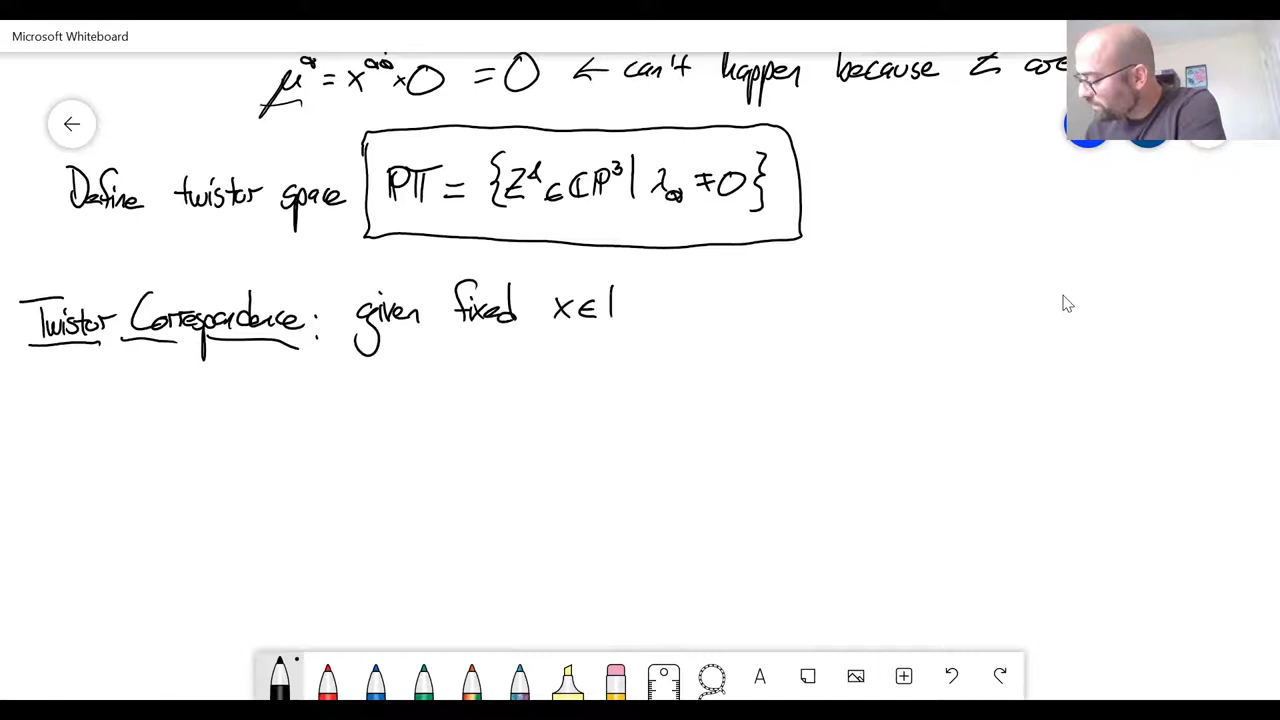 Microsoft Whiteboard
μ^α̇ = x^αα̇ × 0 = 0 ← can't happen because Z are
Define twistor space PT = {Z^A ∈ CP³ | λ_α ≠ 0}
Twistor Correspondence: given fixed x ∈ |
A